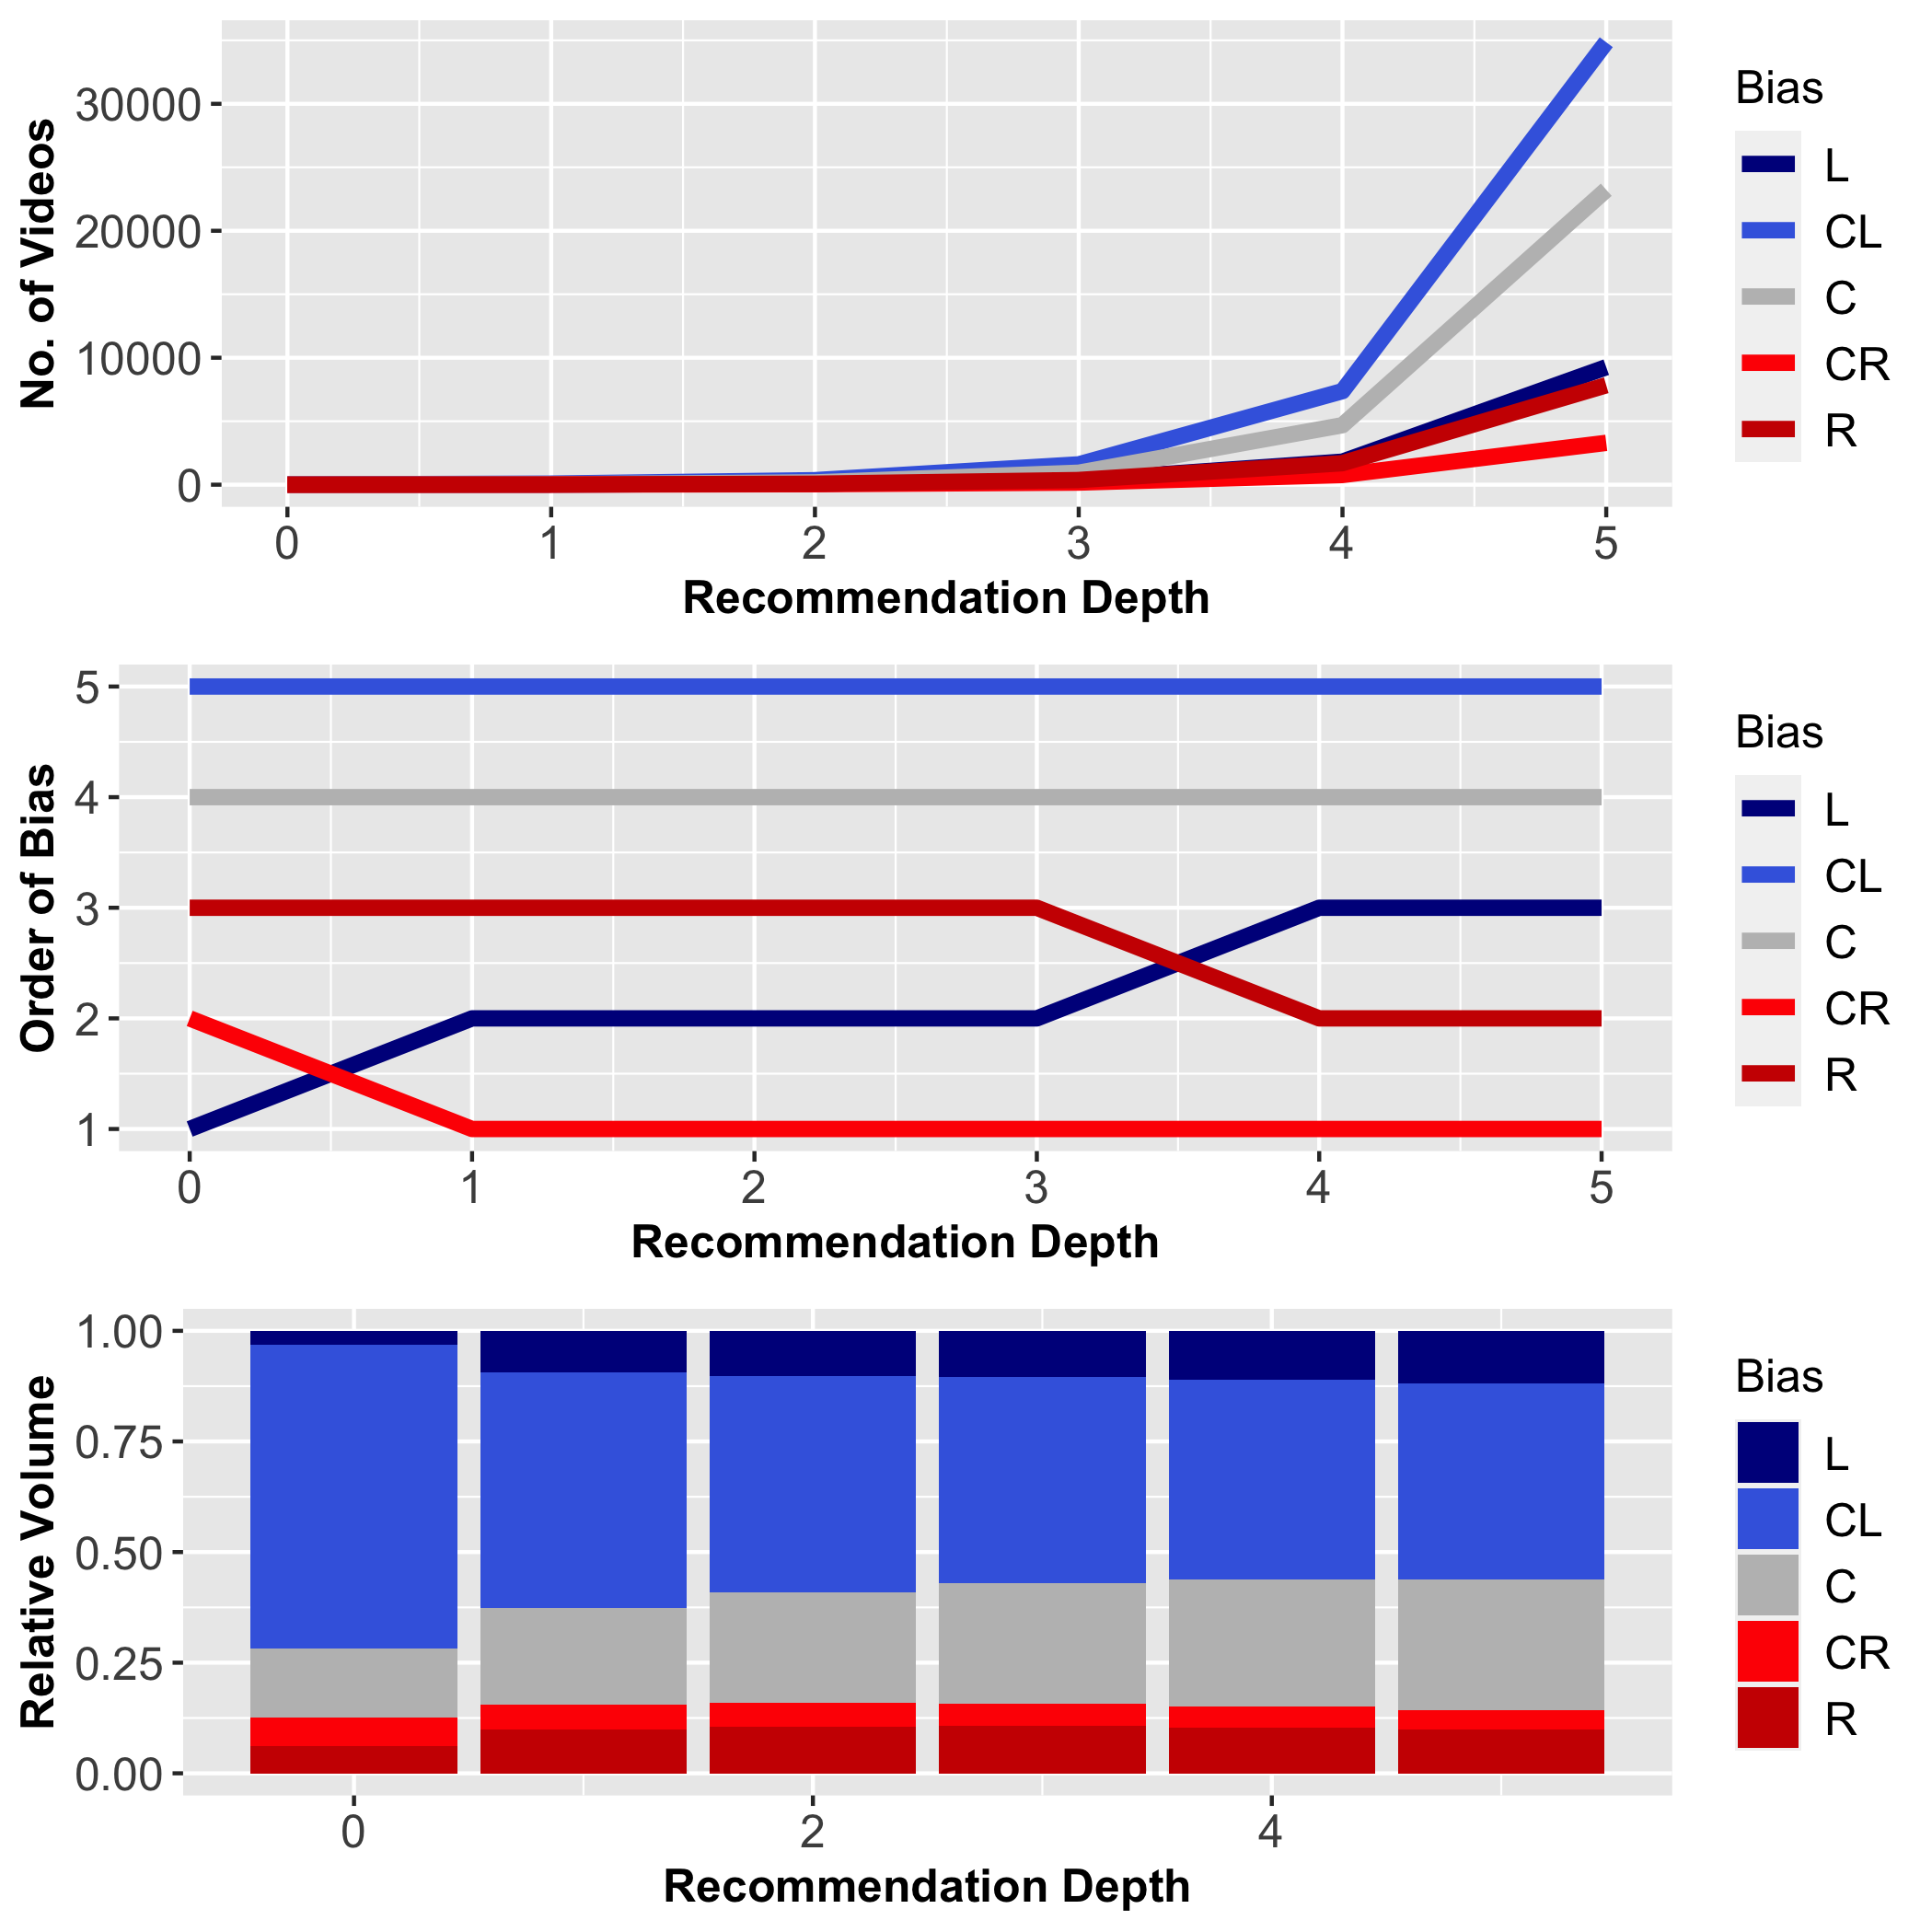 No. of Videos
30000
20000
10000
0
0 1 2 3 4 5
Recommendation Depth
Bias
L
CL
C
CR
R
Order of Bias
5
4
3
2
1
0 1 2 3 4 5
Recommendation Depth
Bias
L
CL
C
CR
R
Relative Volume
1.00
0.75
0.50
0.25
0.00
0 2 4
Recommendation Depth
Bias
L
CL
C
CR
R